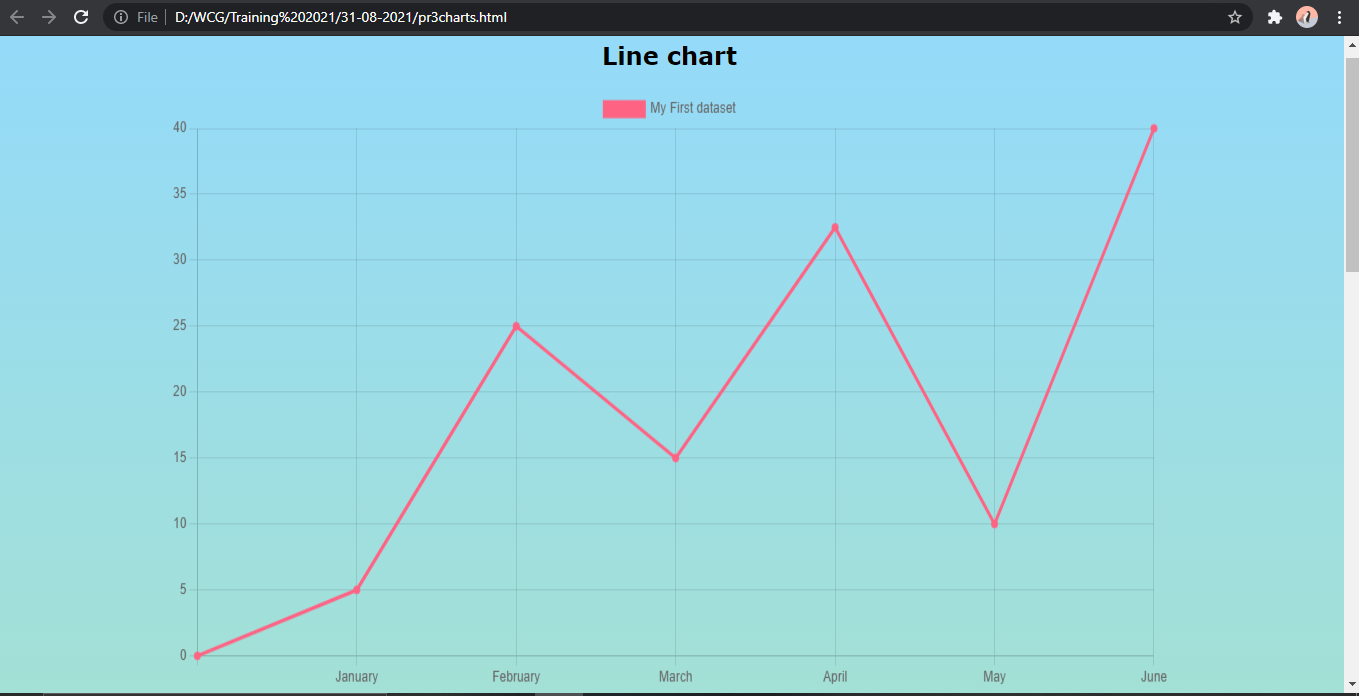 File D:/WCG/Training%202021/31-08-2021/pr3charts.html
Line chart
My First dataset
40
35
30
25
20
15
10
5
0
January February March April May June